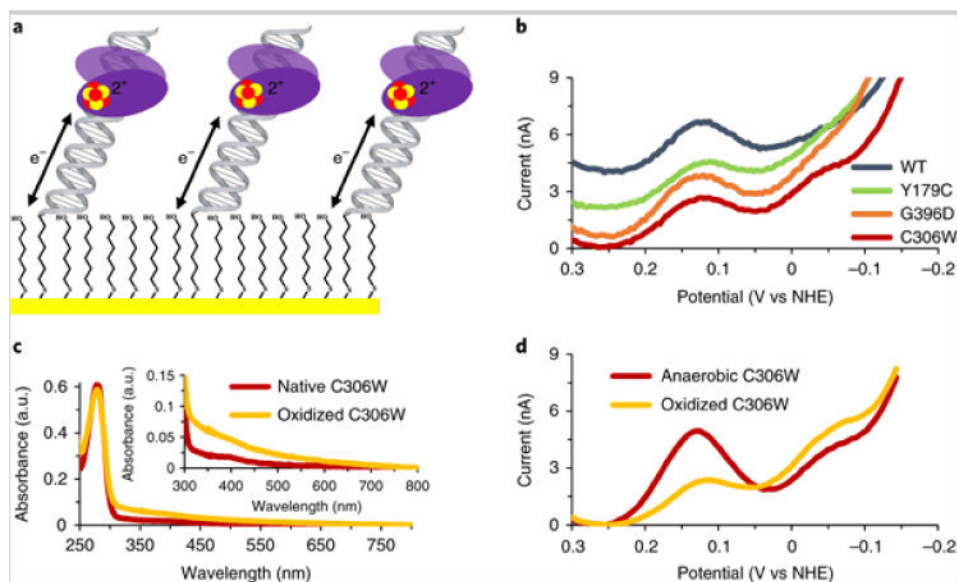 a
2+
2+
2+
e−
e−
e−
b
Current (nA)
9
6
3
0
0.3
0.2
0.1
0
−0.1
−0.2
Potential (V vs NHE)
WT
Y179C
G396D
C306W
c
Absorbance (a.u.)
0.6
0.4
0.2
0
250
350
450
550
650
750
Wavelength (nm)
Absorbance (a.u.)
0.15
0.1
0.05
0
300
400
500
600
700
800
Wavelength (nm)
Native C306W
Oxidized C306W
d
Current (nA)
9
6
3
0
0.3
0.2
0.1
0
−0.1
−0.2
Potential (V vs NHE)
Anaerobic C306W
Oxidized C306W